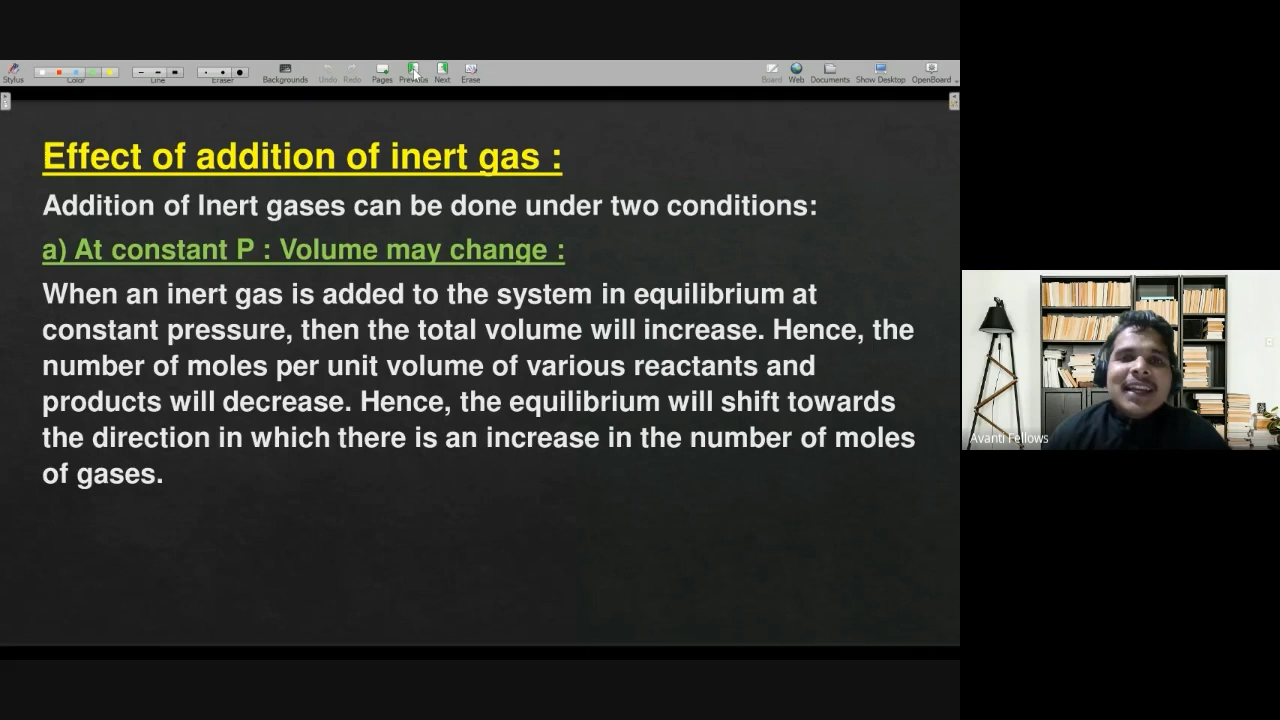 Stylus Color Line Eraser Backgrounds Undo Redo Pages Previous Next Erase Board Web Documents Show Desktop OpenBoard
Effect of addition of inert gas :
Addition of Inert gases can be done under two conditions:
a) At constant P : Volume may change :
When an inert gas is added to the system in equilibrium at
constant pressure, then the total volume will increase. Hence, the
number of moles per unit volume of various reactants and
products will decrease. Hence, the equilibrium will shift towards
the direction in which there is an increase in the number of moles
of gases.
Avanti Fellows